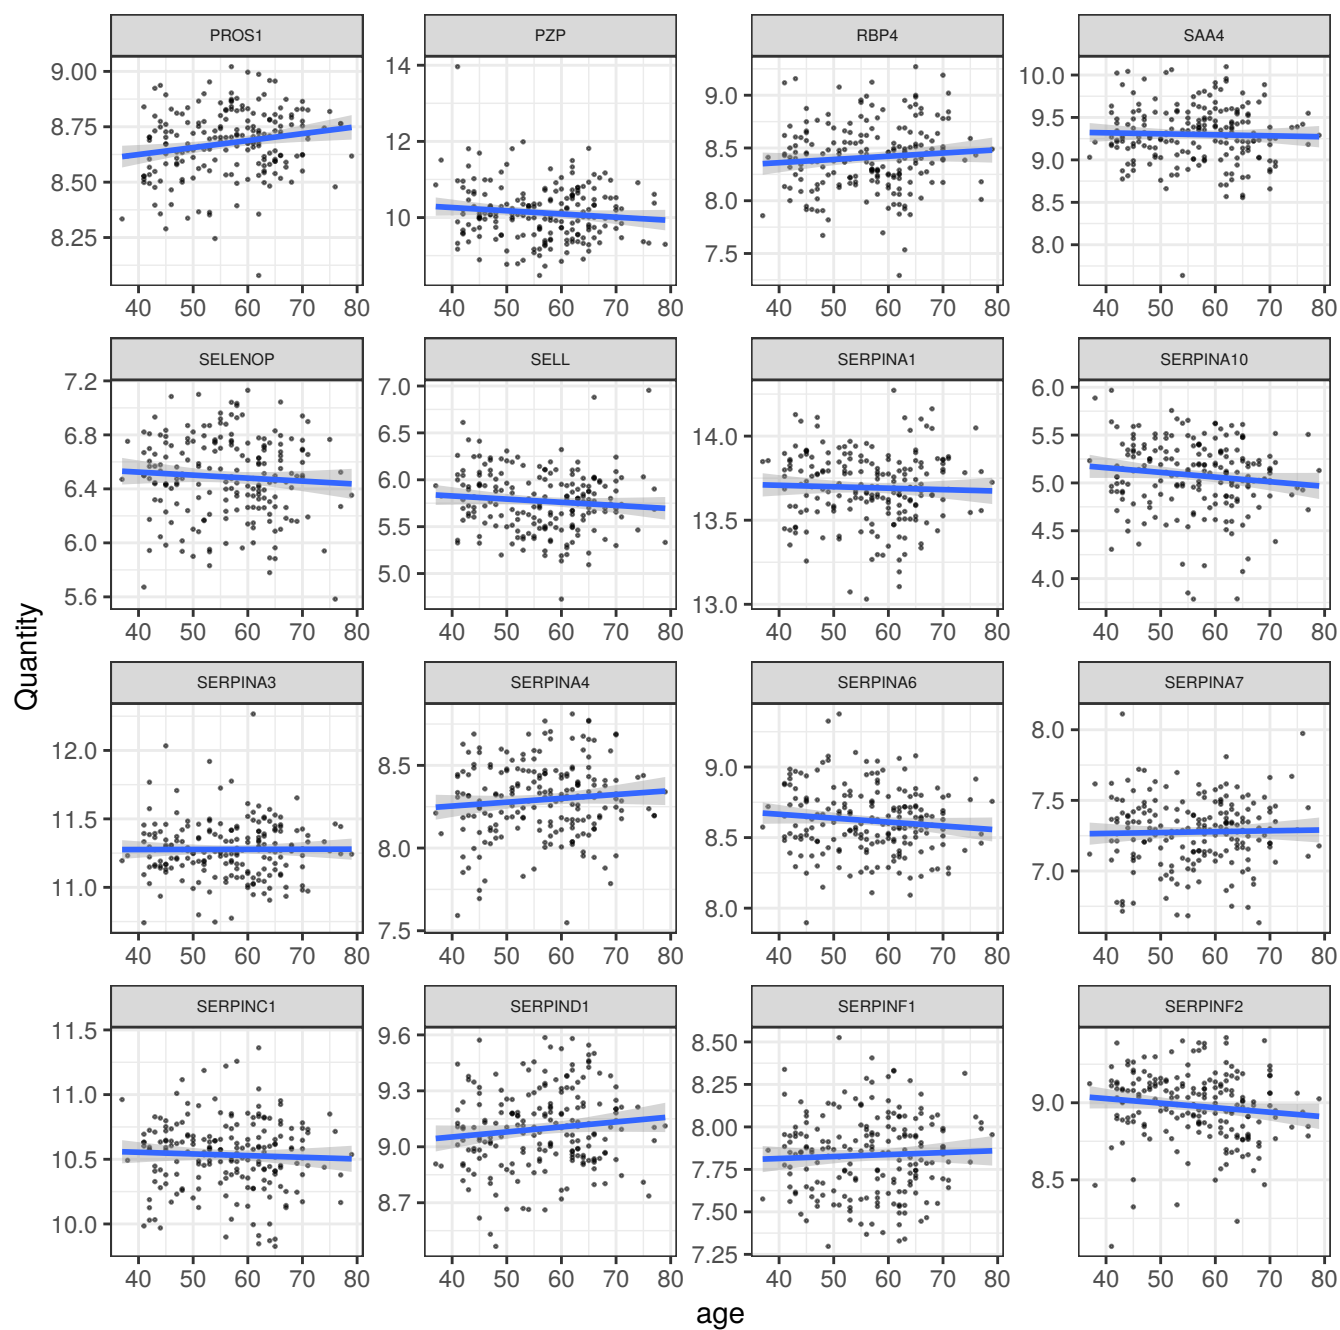 PROS1 PZP RBP4 SAA4
9.00 14 9.0 10.0
8.75 12 8.5 9.5
8.50 10 8.0 9.0
8.25 7.5 8.5
8.0
40 50 60 70 80 40 50 60 70 80 40 50 60 70 80 40 50 60 70 80
SELENOP SELL SERPINA1 SERPINA10
7.2 7.0 14.0 6.0
6.8 6.5 13.5 5.5
6.4 6.0 13.0 5.0
6.0 5.5 4.5
5.6 5.0 4.0
40 50 60 70 80 40 50 60 70 80 40 50 60 70 80 40 50 60 70 80
Quantity
SERPINA3 SERPINA4 SERPINA6 SERPINA7
12.0 8.5 9.0 8.0
11.5 8.0 8.5 7.5
11.0 7.5 8.0 7.0
40 50 60 70 80 40 50 60 70 80 40 50 60 70 80 40 50 60 70 80
SERPINC1 SERPIND1 SERPINF1 SERPINF2
11.5 9.6 8.50 9.0
11.0 9.3 8.25 8.5
10.5 9.0 8.00
10.0 8.7 7.75
7.50
7.25
40 50 60 70 80 40 50 60 70 80 40 50 60 70 80 40 50 60 70 80
age